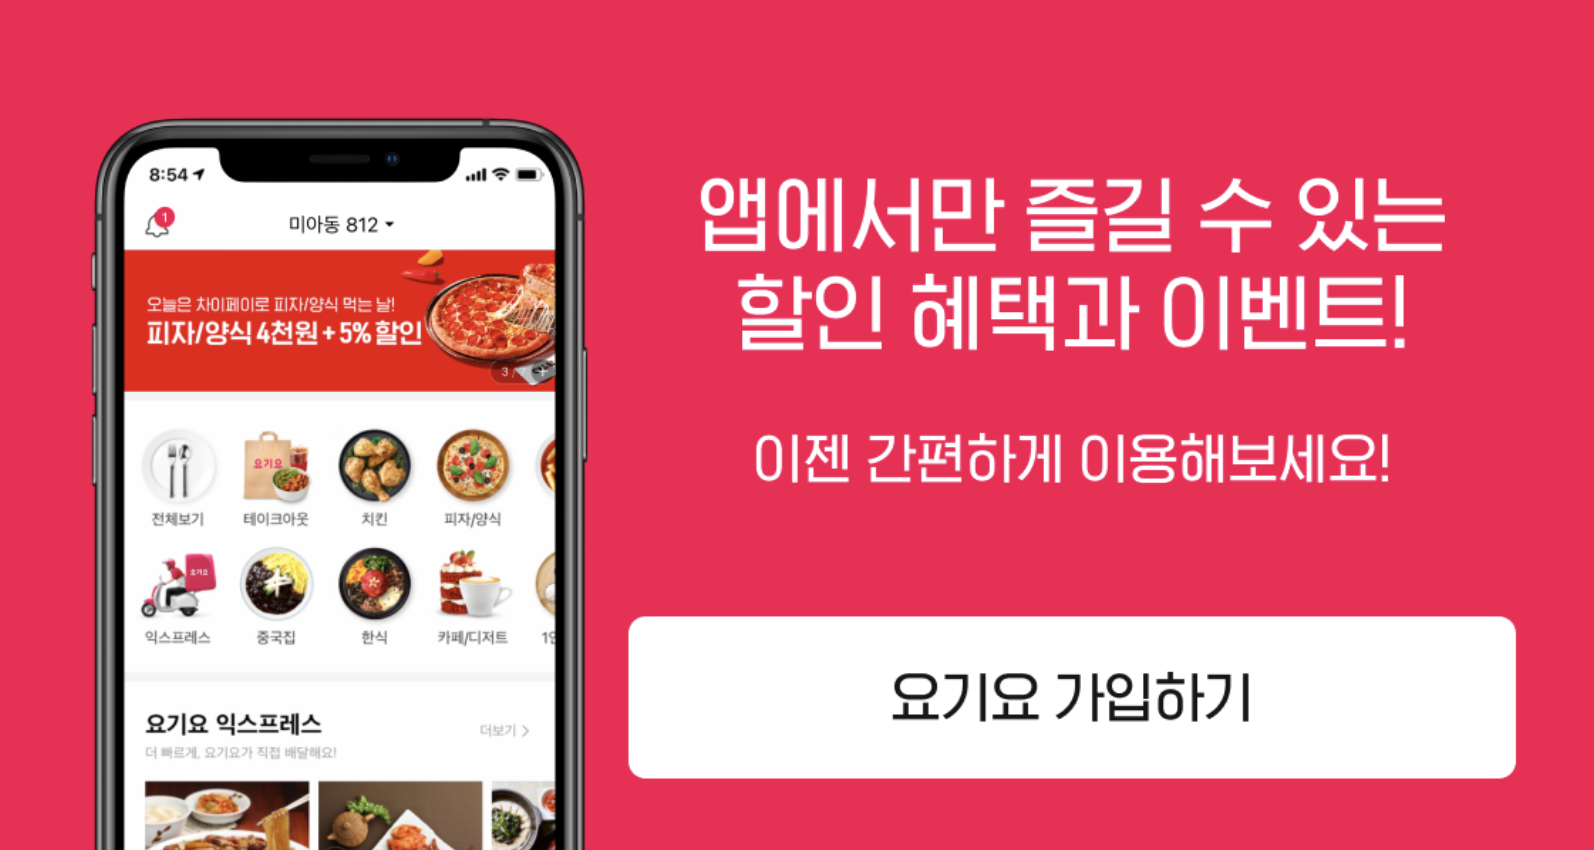 8:54
1
미아동 812
오늘은 차이페이로 피자/양식 먹는 날!
피자/양식 4천원 + 5% 할인
3 / 7 +
요기요
전체보기
테이크아웃
치킨
피자/양식
요기요
익스프레스
중국집
한식
카페/디저트
1인
요기요 익스프레스
더보기 >
더 빠르게, 요기요가 직접 배달해요!
앱에서만 즐길 수 있는
할인 혜택과 이벤트!
이젠 간편하게 이용해보세요!
요기요 가입하기